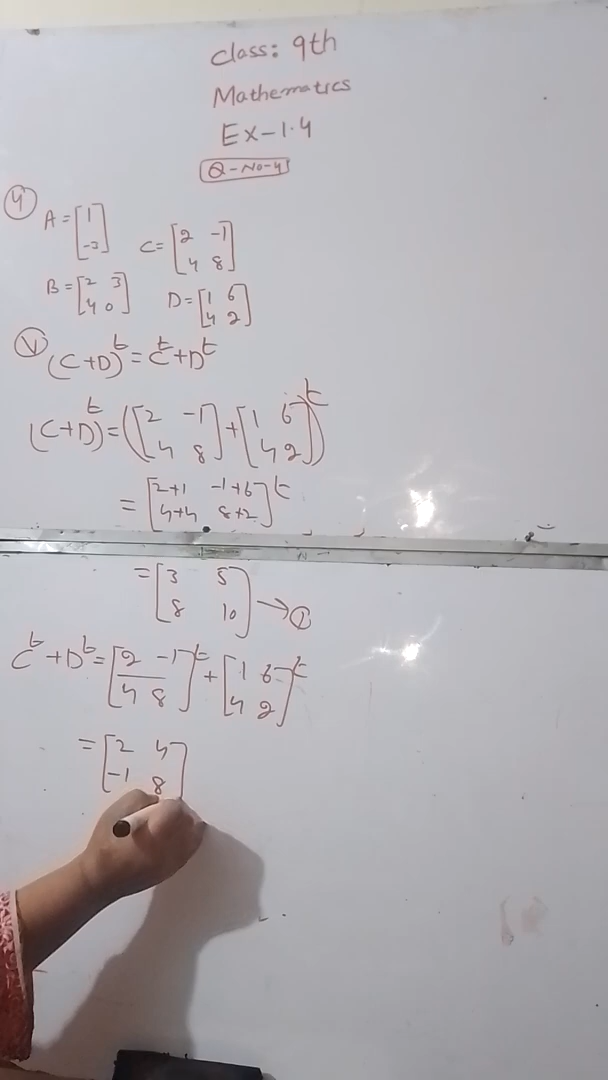 Class: 9th
Mathematics
Ex-1.4
Q-No-4
4
A = [1; -2] C = [2 -1; 4 8]
B = [2 3; 4 0] D = [1 6; 4 2]
V (C+D)^t = C^t + D^t
(C+D)^t = ([2 -1; 4 8] + [1 6; 4 2])^t
= [2+1 -1+6; 4+4 8+2]^t
= [3 5; 8 10] → 1
C^t + D^t = [2 -1; 4 8]^t + [1 6; 4 2]^t
= [2 4; -1 8]